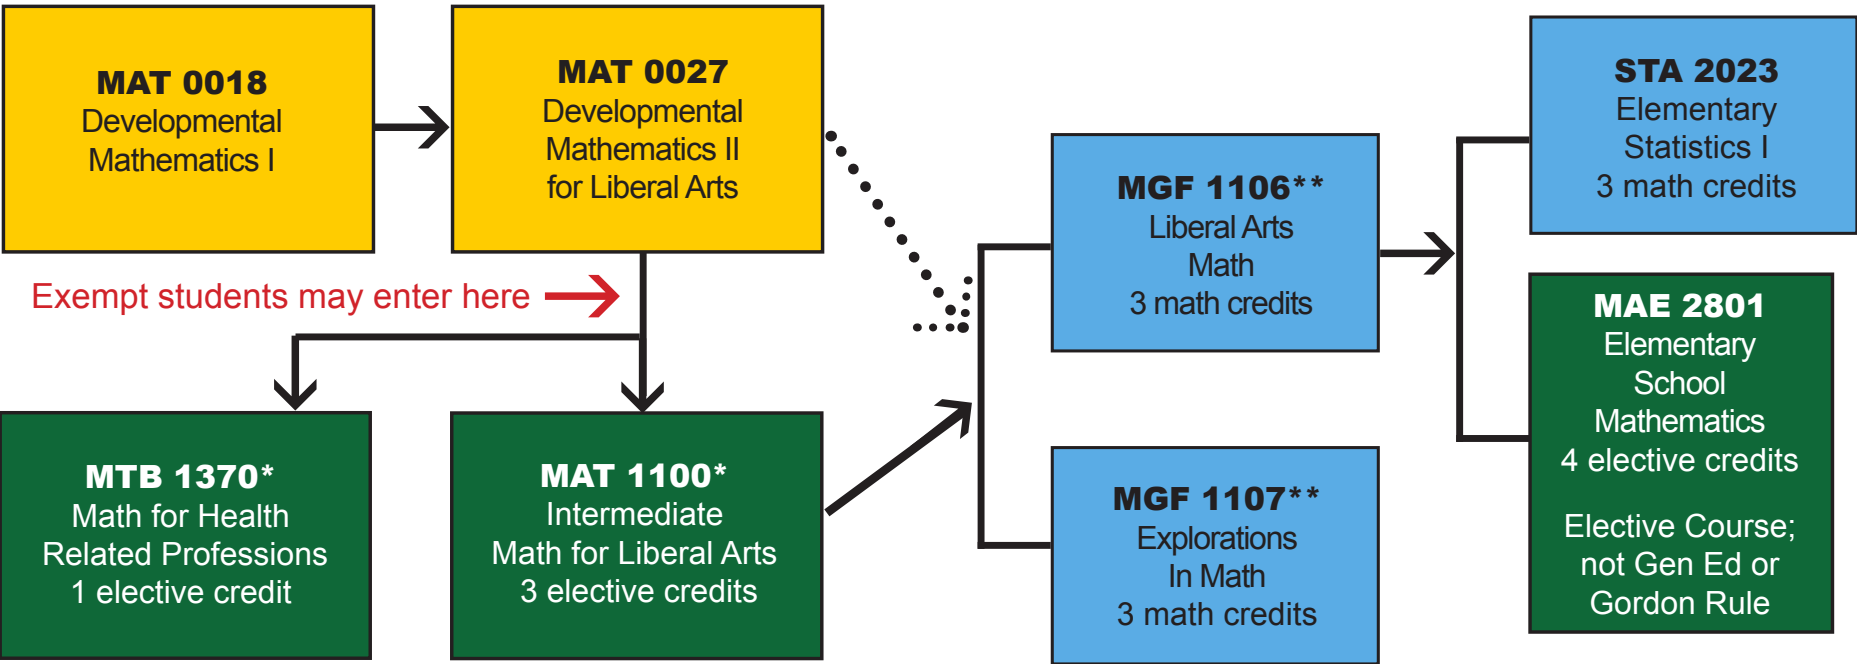 MAT 0018
Developmental
Mathematics I
MAT 0027
Developmental
Mathematics II
for Liberal Arts
Exempt students may enter here
MTB 1370*
Math for Health
Related Professions
1 elective credit
MAT 1100*
Intermediate
Math for Liberal Arts
3 elective credits
MGF 1106**
Liberal Arts
Math
3 math credits
MGF 1107**
Explorations
In Math
3 math credits
STA 2023
Elementary
Statistics I
3 math credits
MAE 2801
Elementary
School
Mathematics
4 elective credits
Elective Course;
not Gen Ed or
Gordon Rule